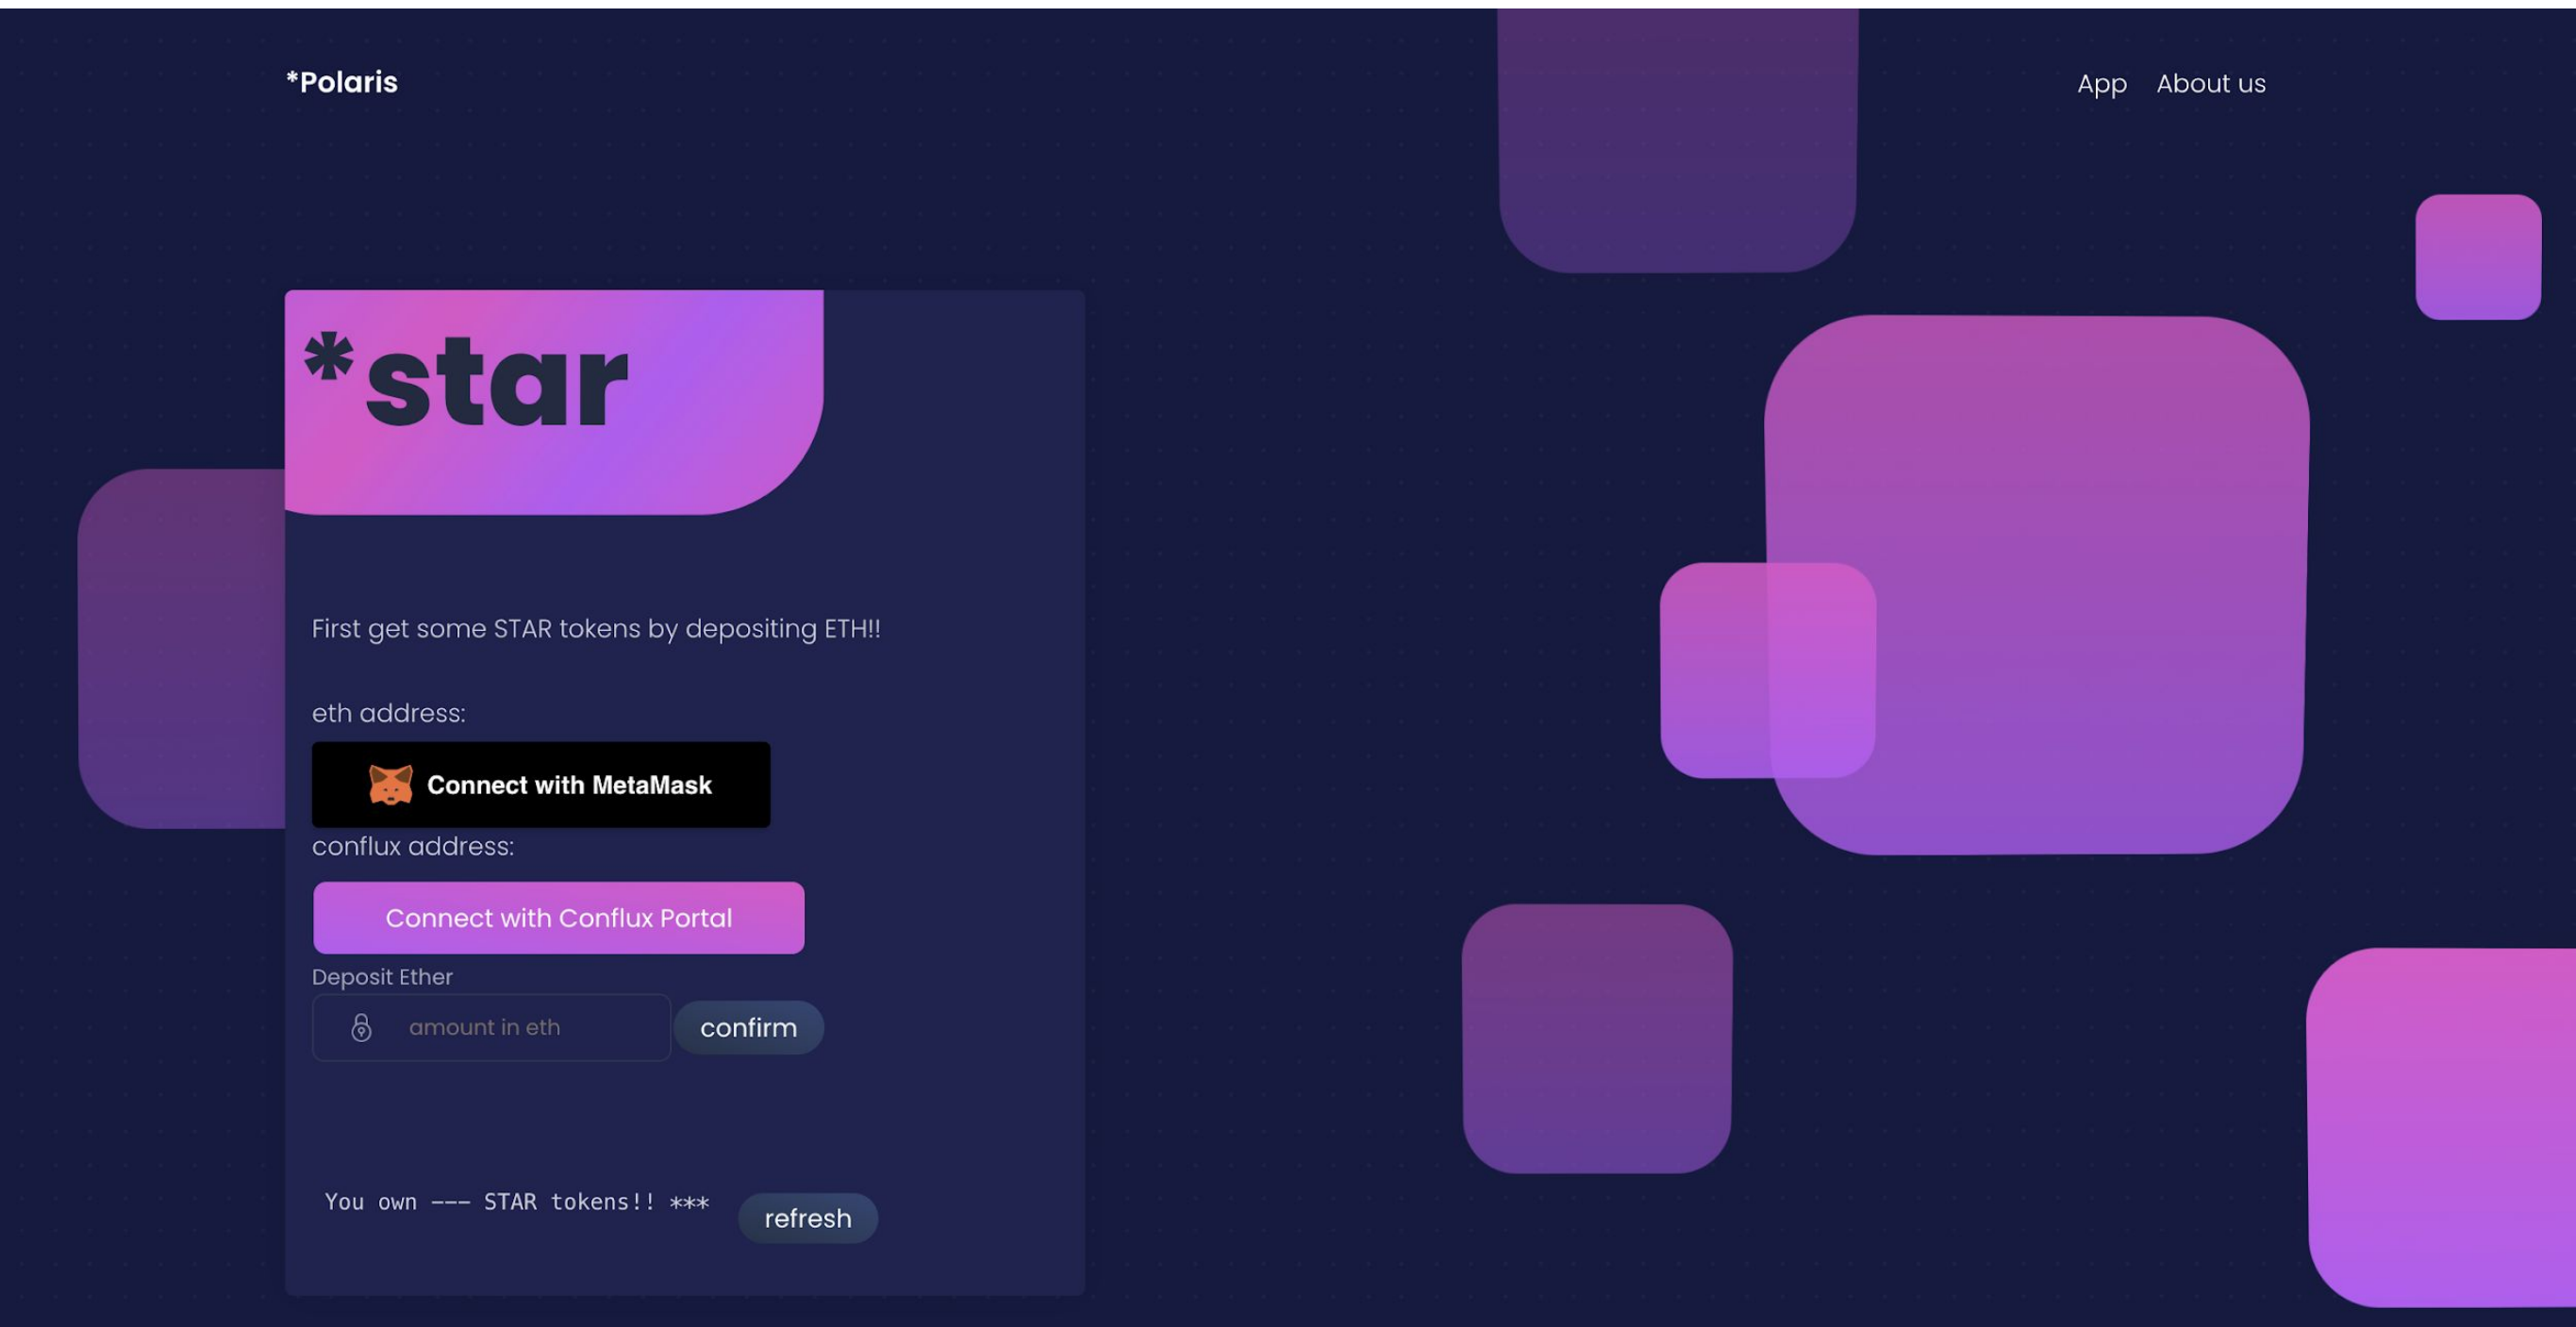 *Polaris
App About us
*star
First get some STAR tokens by depositing ETH!!
eth address:
Connect with MetaMask
conflux address:
Connect with Conflux Portal
Deposit Ether
amount in eth confirm
You own --- STAR tokens!! ***
refresh